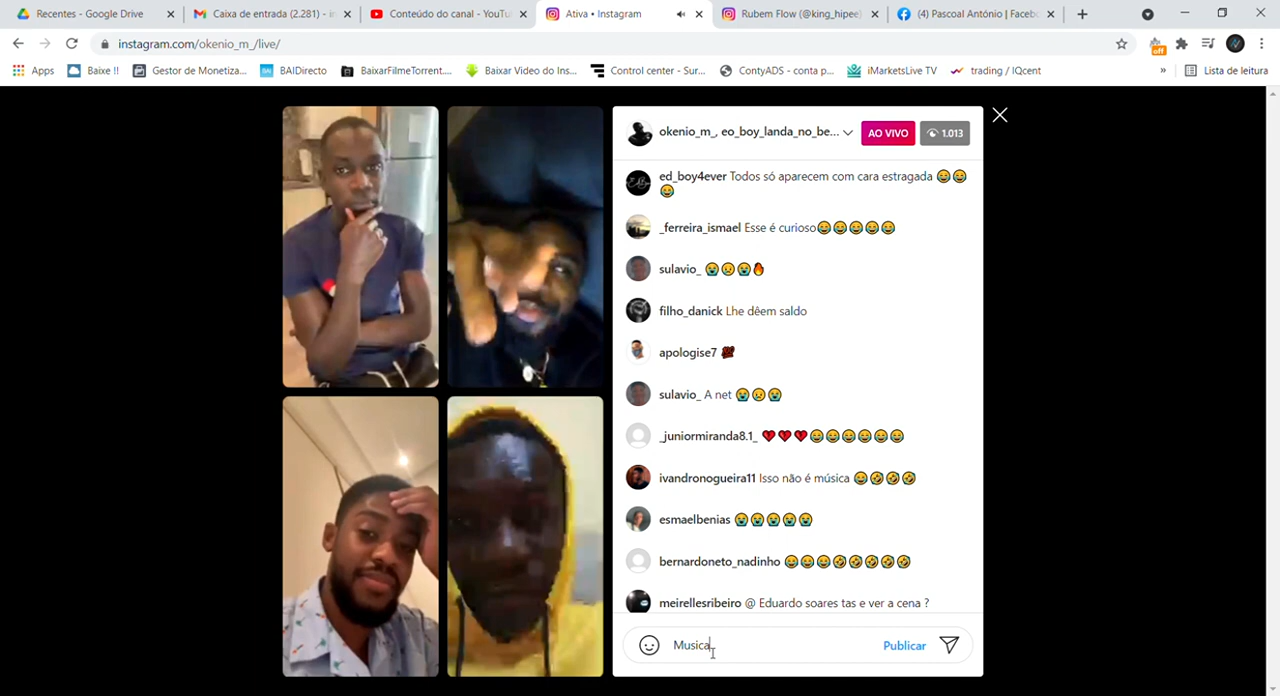 Recentes - Google Drive
Caixa de entrada (2.281) - in
Conteúdo do canal - YouTu
Ativa • Instagram
Rubem Flow (@king_hipee)
(4) Pascoal António | Faceb
instagram.com/okenio_m_/live/
off
Apps
Baixe !!
Gestor de Monetiza...
BAI
BAIDirecto
BaixarFilmeTorrent....
Baixar Video do Ins...
Control center - Sur...
ContyADS - conta p...
iMarketsLive TV
trading / IQcent
»
Lista de leitura
okenio_m_, eo_boy_landa_no_be...
AO VIVO
1.013
ed_boy4ever Todos só aparecem com cara estragada 😂😂
😂
_ferreira_ismael Esse é curioso😂😂😂😂😂
sulavio_ 😭😣😭🔥
filho_danick Lhe dêem saldo
apologise7 💯
sulavio_ A net 😭😣😭
_juniormiranda8.1_ 💔💔💔😂😂😂😂😂😂
ivandronogueira11 Isso não é música 😂🤣🤣🤣
esmaelbenias 😭😭😭😭😭
bernardoneto_nadinho 😂😂😂🤣🤣🤣🤣🤣
meirellesribeiro @ Eduardo soares tas e ver a cena ?
Musica
Publicar